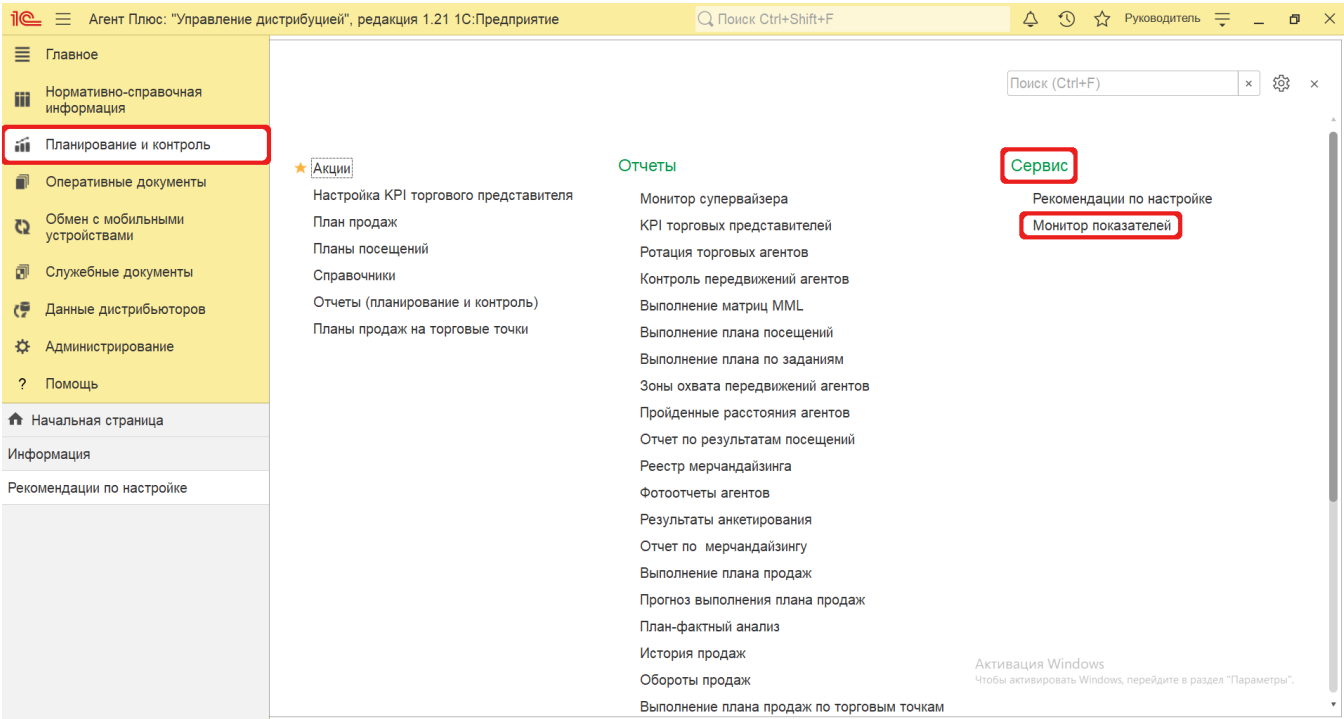 1С Агент Плюс: "Управление дистрибуцией", редакция 1.21 1С:Предприятие
Поиск Ctrl+Shift+F
Руководитель
Главное
Нормативно-справочная
информация
Планирование и контроль
Оперативные документы
Обмен с мобильными
устройствами
Служебные документы
Данные дистрибьюторов
Администрирование
? Помощь
Начальная страница
Информация
Рекомендации по настройке
Поиск (Ctrl+F)
Акции
Настройка KPI торгового представителя
План продаж
Планы посещений
Справочники
Отчеты (планирование и контроль)
Планы продаж на торговые точки
Отчеты
Монитор супервайзера
KPI торговых представителей
Ротация торговых агентов
Контроль передвижений агентов
Выполнение матриц MML
Выполнение плана посещений
Выполнение плана по заданиям
Зоны охвата передвижений агентов
Пройденные расстояния агентов
Отчет по результатам посещений
Реестр мерчандайзинга
Фотоотчеты агентов
Результаты анкетирования
Отчет по  мерчандайзингу
Выполнение плана продаж
Прогноз выполнения плана продаж
План-фактный анализ
История продаж
Обороты продаж
Выполнение плана продаж по торговым точкам
Сервис
Рекомендации по настройке
Монитор показателей
Активация Windows
Чтобы активировать Windows, перейдите в раздел "Параметры".